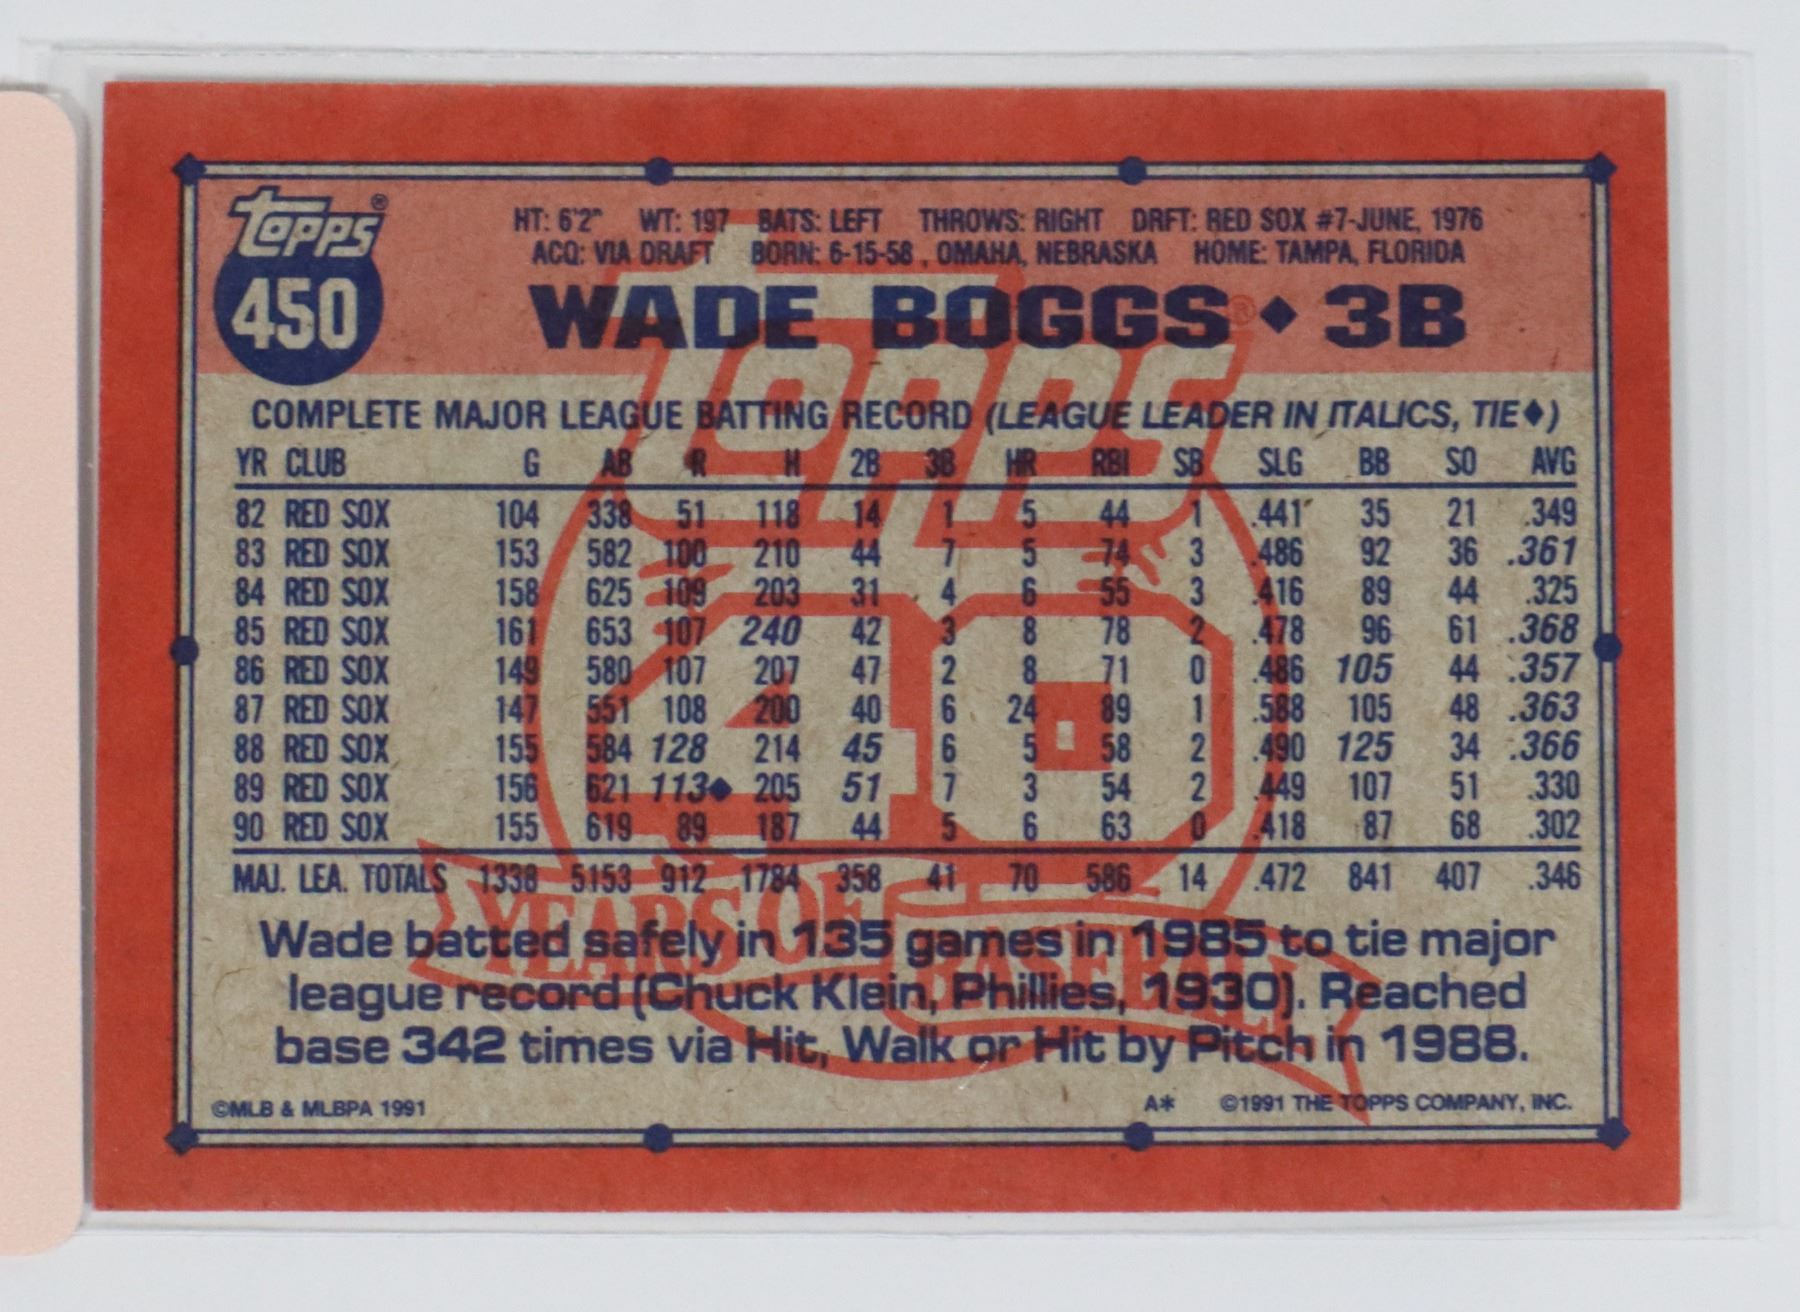 topps®
450
HT: 6'2" WT: 197 BATS: LEFT THROWS: RIGHT DRFT: RED SOX #7-JUNE, 1976
ACQ: VIA DRAFT BORN: 6-15-58 , OMAHA, NEBRASKA HOME: TAMPA, FLORIDA
WADE BOGGS ◆ 3B
COMPLETE MAJOR LEAGUE BATTING RECORD (LEAGUE LEADER IN ITALICS, TIE◆)
YR CLUB G AB R H 2B 3B HR RBI SB SLG BB SO AVG
82 RED SOX 104 338 51 118 14 1 5 44 1 .441 35 21 .349
83 RED SOX 153 582 100 210 44 7 5 74 3 .486 92 36 .361
84 RED SOX 158 625 109 203 31 4 6 55 3 .416 89 44 .325
85 RED SOX 161 653 107 240 42 3 8 78 2 .478 96 61 .368
86 RED SOX 149 580 107 207 47 2 8 71 0 .486 105 44 .357
87 RED SOX 147 551 108 200 40 6 24 89 1 .588 105 48 .363
88 RED SOX 155 584 128 214 45 6 5 58 2 .490 125 34 .366
89 RED SOX 156 621 113◆ 205 51 7 3 54 2 .449 107 51 .330
90 RED SOX 155 619 89 187 44 5 6 63 0 .418 87 68 .302
MAJ. LEA. TOTALS 1338 5153 912 1784 358 41 70 586 14 .472 841 407 .346
Wade batted safely in 135 games in 1985 to tie major
league record (Chuck Klein, Phillies, 1930). Reached
base 342 times via Hit, Walk or Hit by Pitch in 1988.
©MLB & MLBPA 1991 A* ©1991 THE TOPPS COMPANY, INC.
topps®
40
YEARS OF BASEBALL